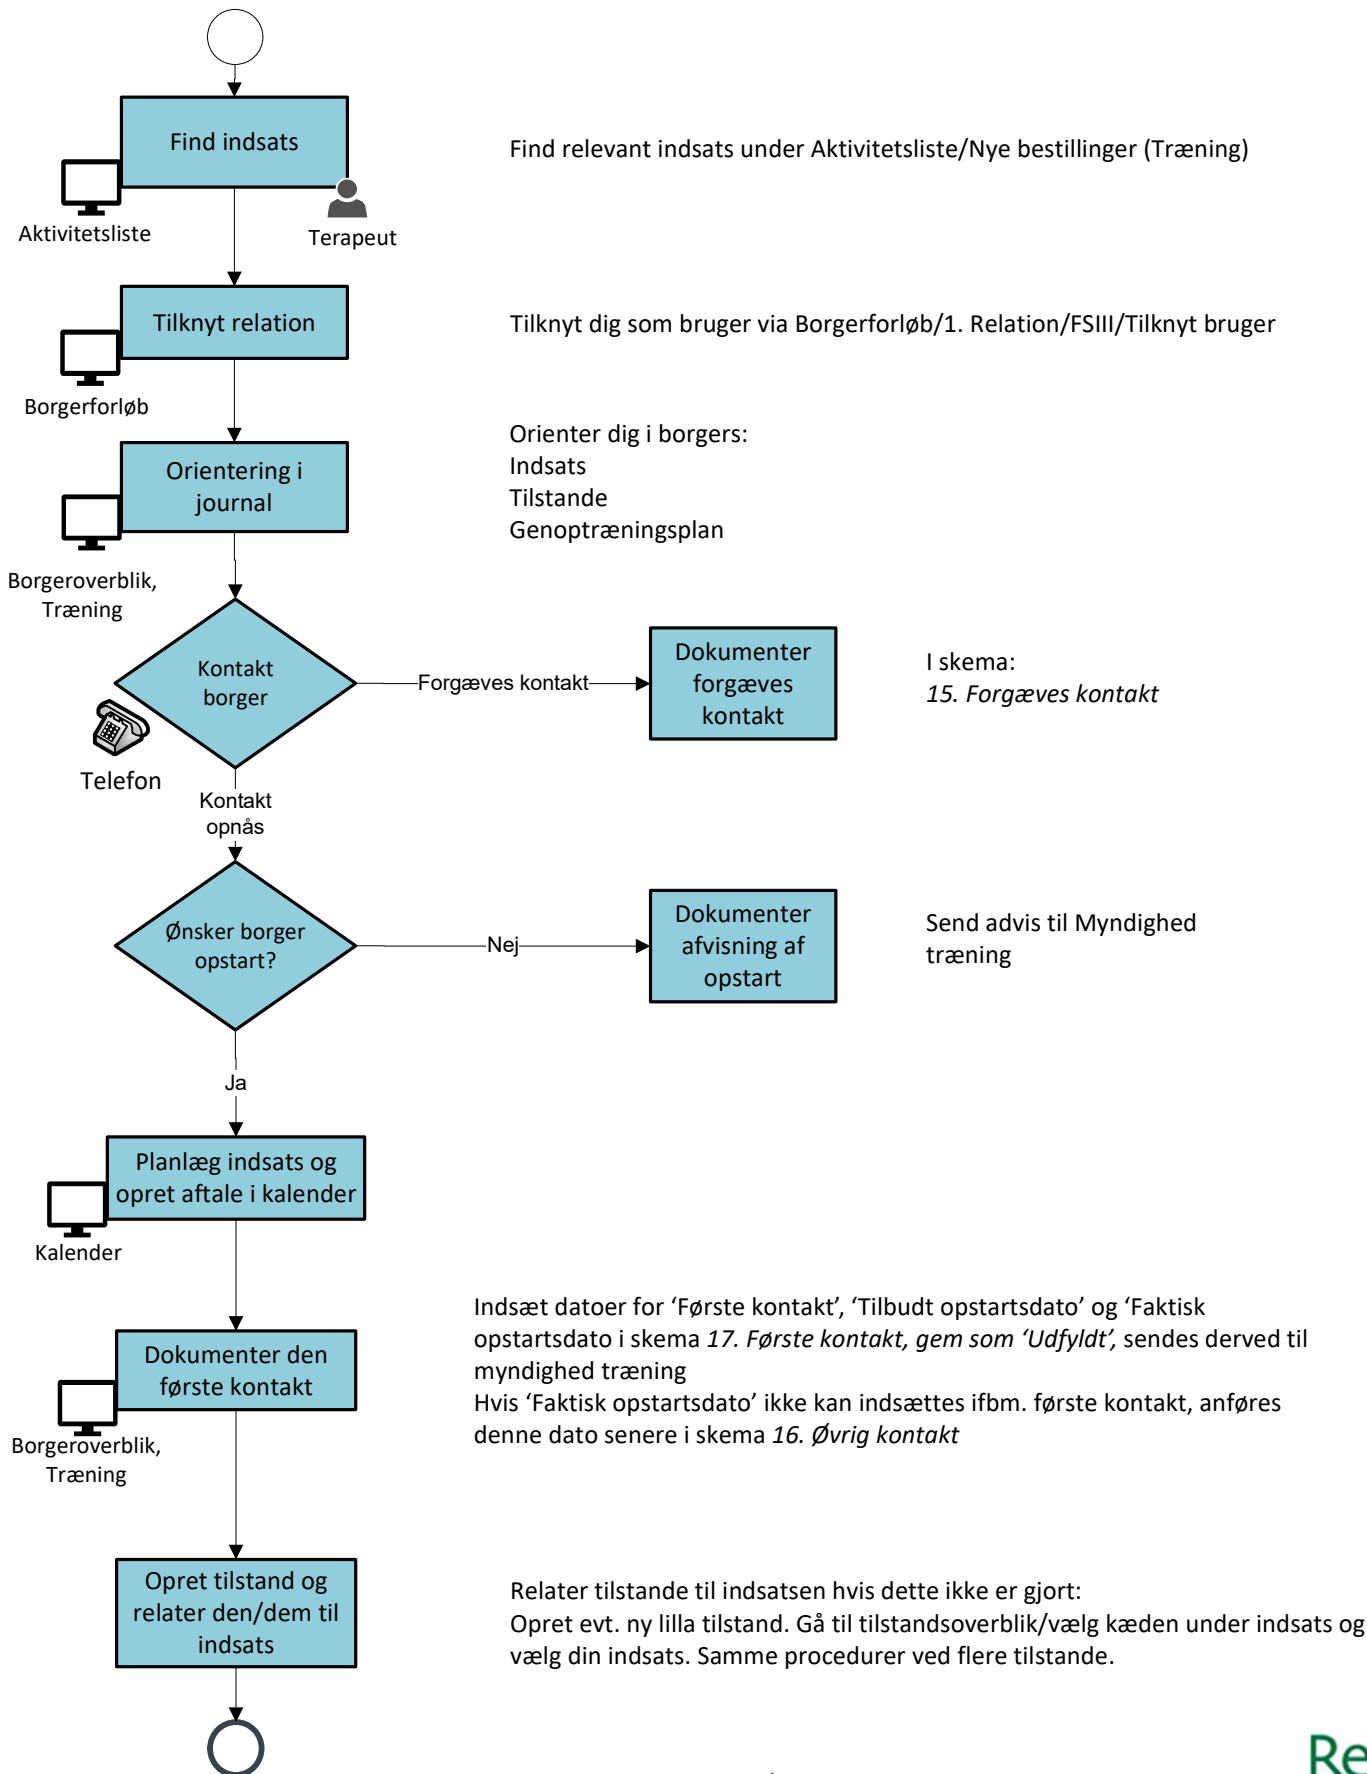 Find indsats
Find relevant indsats under Aktivitetsliste/Nye bestillinger (Træning)
Aktivitetsliste
Terapeut
Tilknyt relation
Tilknyt dig som bruger via Borgerforløb/1. Relation/FSIII/Tilknyt bruger
Borgerforløb
Orientering i
journal
Orienter dig i borgers:
Indsats
Tilstande
Genoptræningsplan
Borgeroverblik,
Træning
Kontakt
borger
Forgæves kontakt
Dokumenter
forgæves
kontakt
I skema:
15. Forgæves kontakt
Telefon
Kontakt
opnås
Ønsker borger
opstart?
Nej
Dokumenter
afvisning af
opstart
Send advis til Myndighed
træning
Ja
Planlæg indsats og
opret aftale i kalender
Kalender
Dokumenter den
første kontakt
Indsæt datoer for ‘Første kontakt’, ‘Tilbudt opstartsdato’ og ‘Faktisk
opstartsdato i skema 17. Første kontakt, gem som ‘Udfyldt’, sendes derved til
myndighed træning
Hvis ‘Faktisk opstartsdato’ ikke kan indsættes ifbm. første kontakt, anføres
denne dato senere i skema 16. Øvrig kontakt
Borgeroverblik,
Træning
Opret tilstand og
relater den/dem til
indsats
Relater tilstande til indsatsen hvis dette ikke er gjort:
Opret evt. ny lilla tilstand. Gå til tilstandsoverblik/vælg kæden under indsats og
vælg din indsats. Samme procedurer ved flere tilstande.
Re